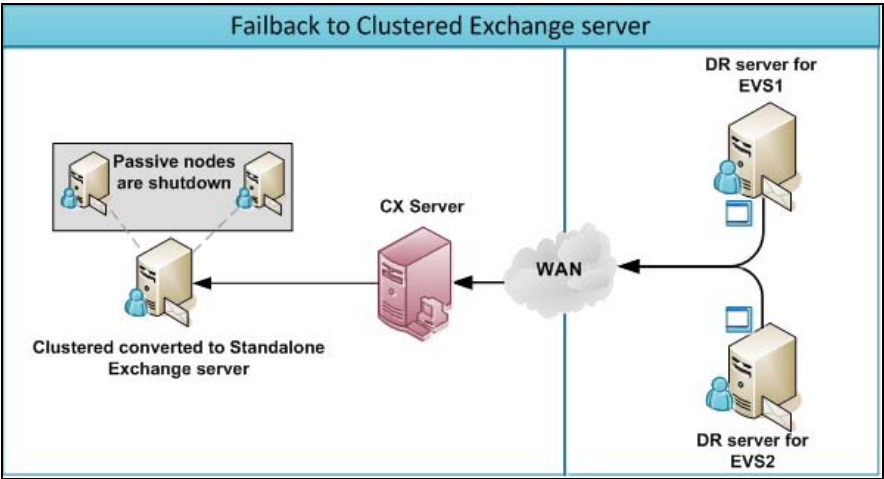 Failback to Clustered Exchange server
DR server for
EVS1
Passive nodes
are shutdown
CX Server
WAN
Clustered converted to Standalone
Exchange server
DR server for
EVS2